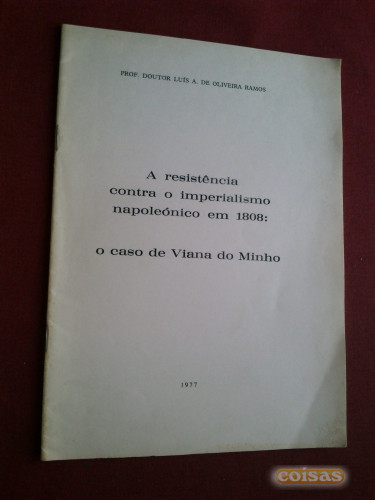 PROF. DOUTOR LUÍS A. DE OLIVEIRA RAMOS
A resistência
contra o imperialismo
napoleónico em 1808:
o caso de Viana do Minho
1977
coisas